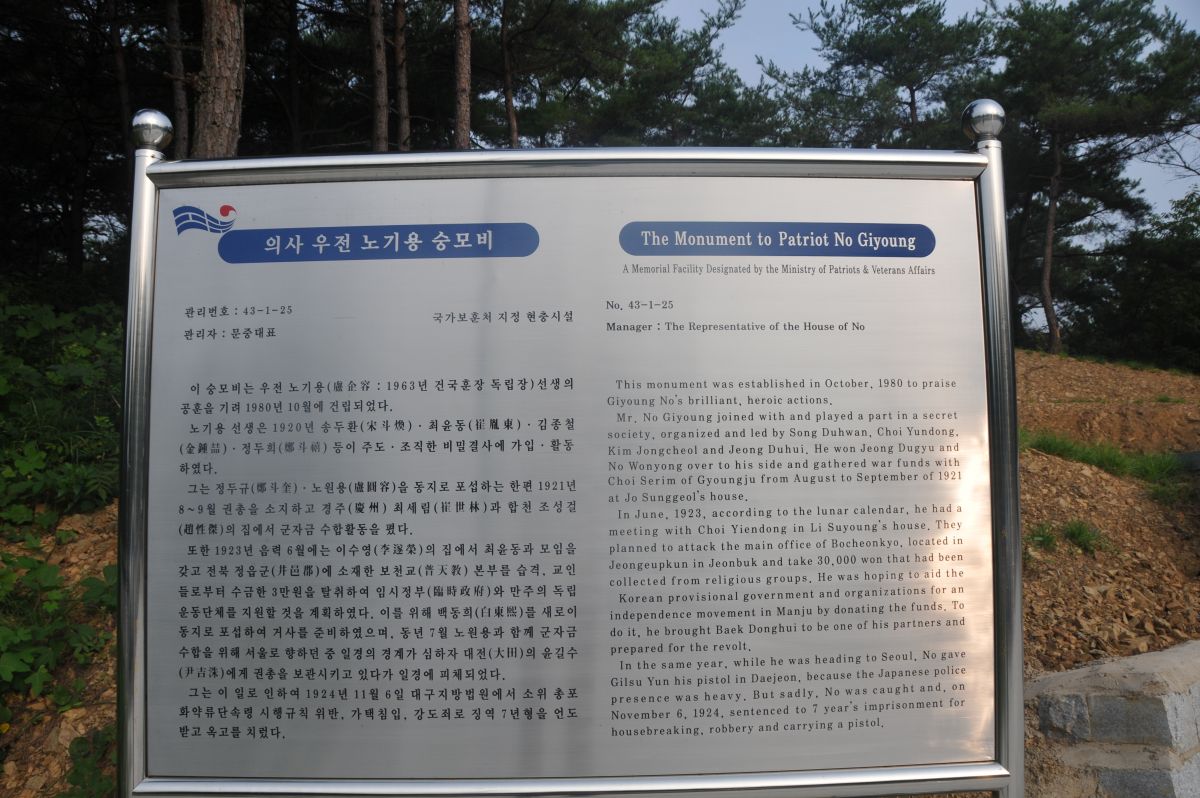 의사 우전 노기용 숭모비
관리번호 : 43-1-25
국가보훈처 지정 현충시설
관리자 : 문중대표
이 숭모비는 우전 노기용(盧企容 : 1963년 건국훈장 독립장)선생의
공훈을 기려 1980년 10월에 건립되었다.
노기용 선생은 1920년 송두환(宋斗煥)·최윤동(崔胤東)·김종철
(金鍾喆)·정두희(鄭斗禧) 등이 주도·조직한 비밀결사에 가입·활동
하였다.
그는 정두규(鄭斗奎)·노원용(盧圓容)을 동지로 포섭하는 한편 1921년
8~9월 권총을 소지하고 경주(慶州) 최세림(崔世林)과 합천 조성걸
(趙性傑)의 집에서 군자금 수합활동을 폈다.
또한 1923년 음력 6월에는 이수영(李遂榮)의 집에서 최윤동과 모임을
갖고 전북 정읍군(井邑郡)에 소재한 보천교(普天敎) 본부를 습격, 교인
들로부터 수금한 3만원을 탈취하여 임시정부(臨時政府)와 만주의 독립
운동단체를 지원할 것을 계획하였다. 이를 위해 백동희(白東熙)를 새로이
동지로 포섭하여 거사를 준비하였으며, 동년 7월 노원용과 함께 군자금
수합을 위해 서울로 향하던 중 일경의 경계가 심하자 대전(大田)의 윤길수
(尹吉洙)에게 권총을 보관시키고 있다가 일경에 피체되었다.
그는 이 일로 인하여 1924년 11월 6일 대구지방법원에서 소위 총포
화약류단속령 시행규칙 위반, 가택침입, 강도죄로 징역 7년형을 언도
받고 옥고를 치렀다.
The Monument to Patriot No Giyoung
A Memorial Facility Designated by the Ministry of Patriots & Veterans Affairs
No. 43-1-25
Manager : The Representative of the House of No
This monument was established in October, 1980 to praise
Giyoung No's brilliant, heroic actions.
Mr. No Giyoung joined with and played a part in a secret
society, organized and led by Song Duhwan, Choi Yundong,
Kim Jongcheol and Jeong Duhui. He won Jeong Dugyu and
No Wonyong over to his side and gathered war funds with
Choi Serim of Gyoungju from August to September of 1921
at Jo Sunggeol's house.
In June, 1923, according to the lunar calendar, he had a
meeting with Choi Yiendong in Li Suyoung's house. They
planned to attack the main office of Bocheonkyo, located in
Jeongeupkun in Jeonbuk and take 30,000 won that had been
collected from religious groups. He was hoping to aid the
Korean provisional government and organizations for an
independence movement in Manju by donating the funds. To
do it, he brought Baek Donghui to be one of his partners and
prepared for the revolt.
In the same year, while he was heading to Seoul, No gave
Gilsu Yun his pistol in Daejeon, because the Japanese police
presence was heavy. But sadly, No was caught and, on
November 6, 1924, sentenced to 7 year's imprisonment for
housebreaking, robbery and carrying a pistol.